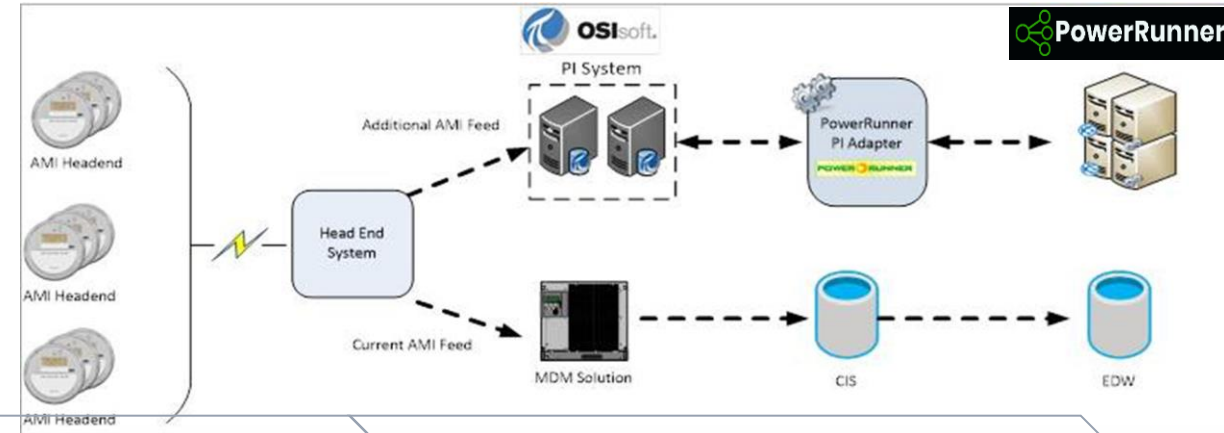 OSIsoft.
PowerRunner
PI System
AMI Headend
Additional AMI Feed
PowerRunner
PI Adapter
POWER RUNNER
Head End
System
AMI Headend
Current AMI Feed
MDM Solution
CIS
EDW
AMI Headend